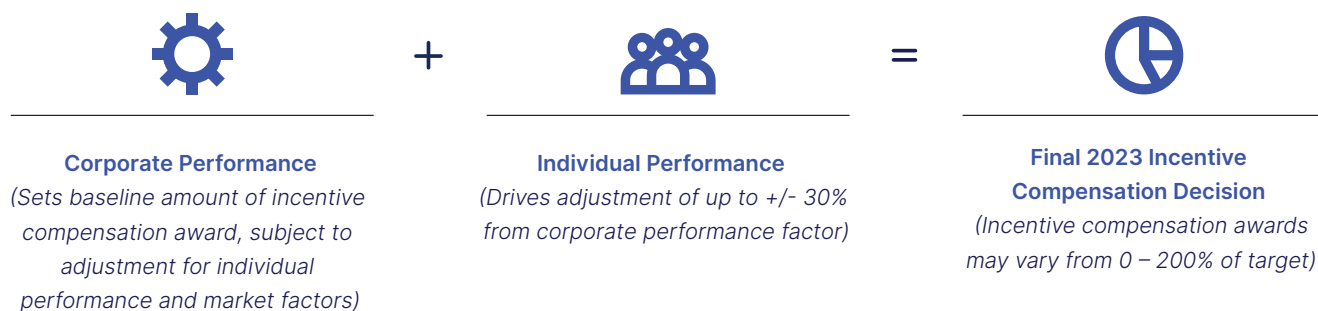 +
=
Corporate Performance
(Sets baseline amount of incentive
compensation award, subject to
adjustment for individual
performance and market factors)
Individual Performance
(Drives adjustment of up to +/- 30%
from corporate performance factor)
Final 2023 Incentive
Compensation Decision
(Incentive compensation awards
may vary from 0 – 200% of target)